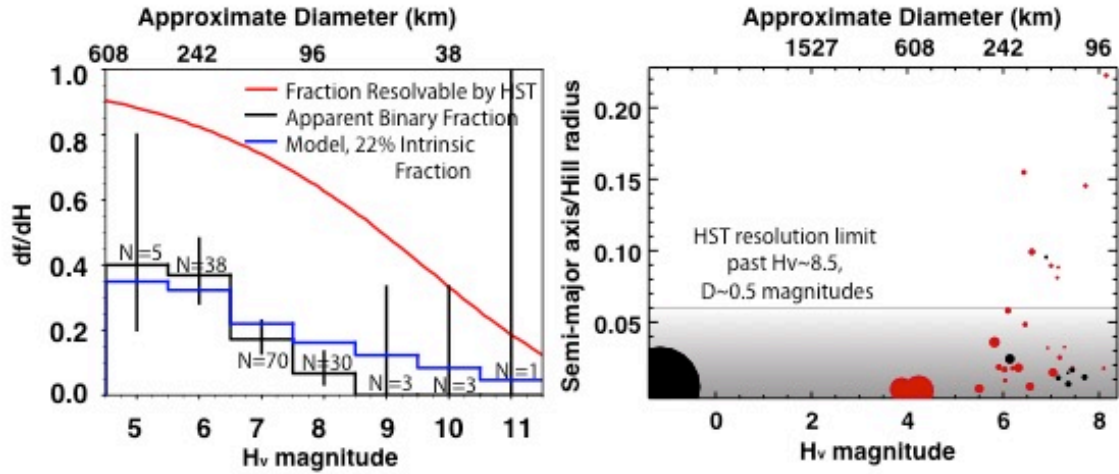 Approximate Diameter (km)
608 242 96 38
1.0
0.8
0.6
0.4
0.2
0.0
df/dH
Fraction Resolvable by HST
Apparent Binary Fraction
Model, 22% Intrinsic
Fraction
N=5
N=38
N=70
N=30
N=3
N=3
N=1
5 6 7 8 9 10 11
Hv magnitude
Approximate Diameter (km)
1527 608 242 96
0.20
0.15
0.10
0.05
Semi-major axis/Hill radius
HST resolution limit
past Hv~8.5,
D~0.5 magnitudes
0 2 4 6 8
Hv magnitude